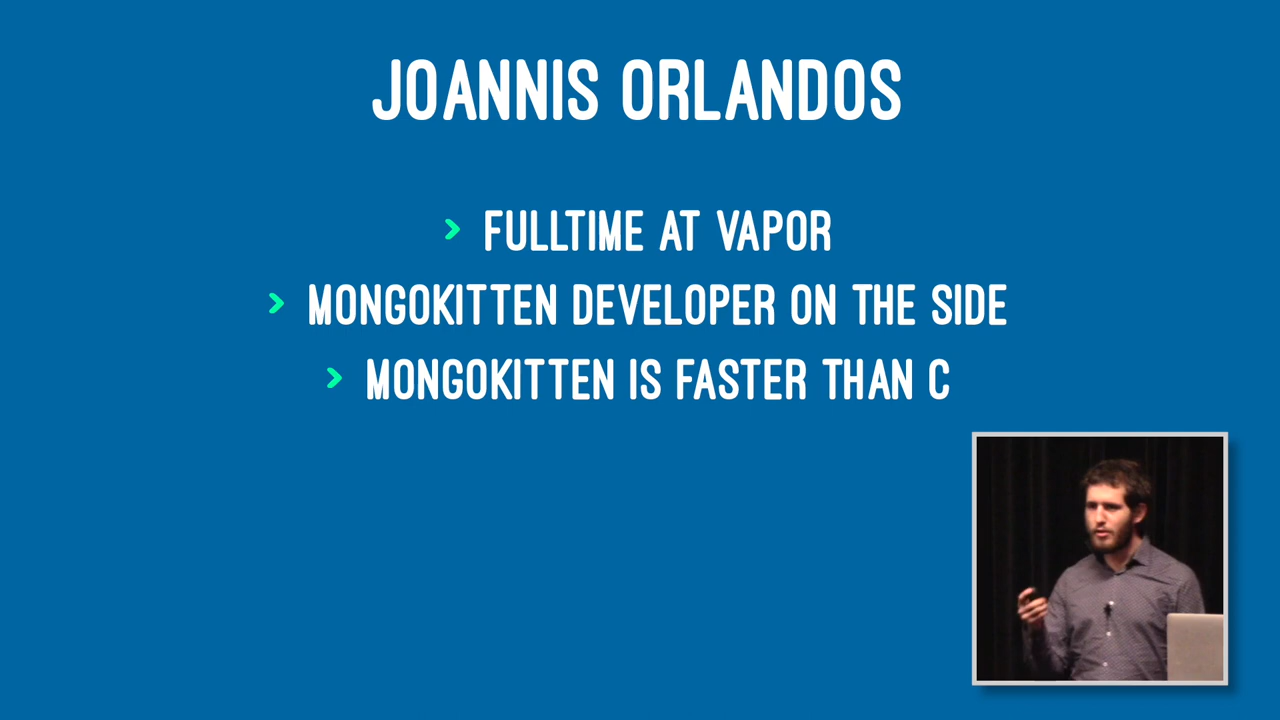 JOANNIS ORLANDOS
> FULLTIME AT VAPOR
> MONGOKITTEN DEVELOPER ON THE SIDE
> MONGOKITTEN IS FASTER THAN C